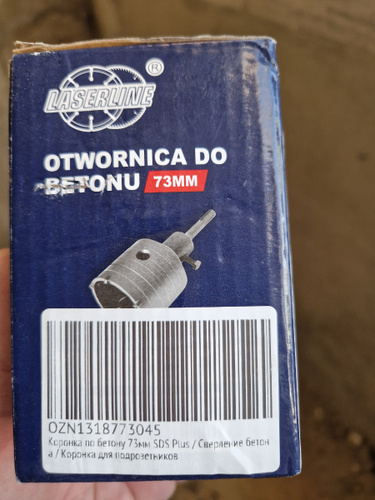 LASERLINE ®
OTWORNICA DO
BETONU 73MM
OZN1318773045
Коронка по бетону 73мм SDS Plus / Сверление бетон
а / Коронка для подрозетников